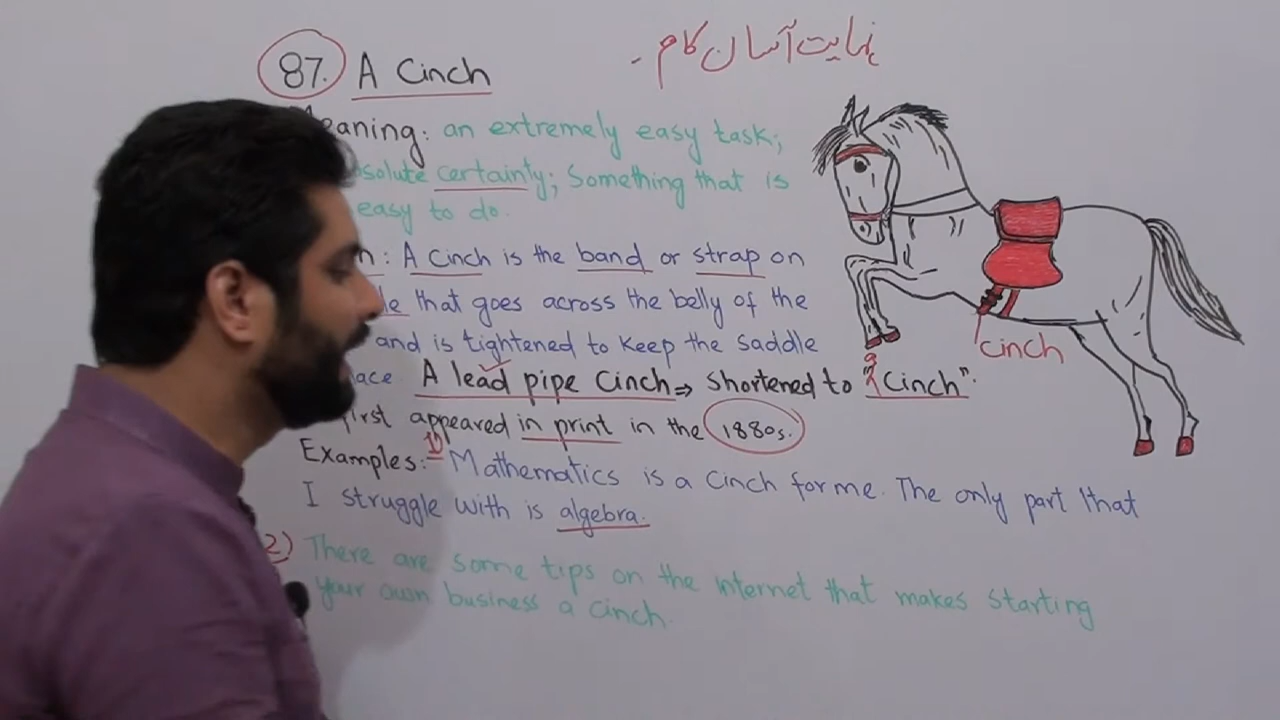 87. A Cinch
نہایت آسان کام۔
Meaning: an extremely easy task;
certainty; Something that is
easy to do.
A cinch is the band or strap on
that goes across the belly of the
and is tightened to keep the saddle
A lead pipe cinch ⇒ shortened to "a Cinch".
first appeared in print in the 1880s.
cinch
Examples: 1) Mathematics is a cinch for me. The only part that
I struggle with is algebra.
2) There are some tips on the internet that makes starting
your own business a cinch.